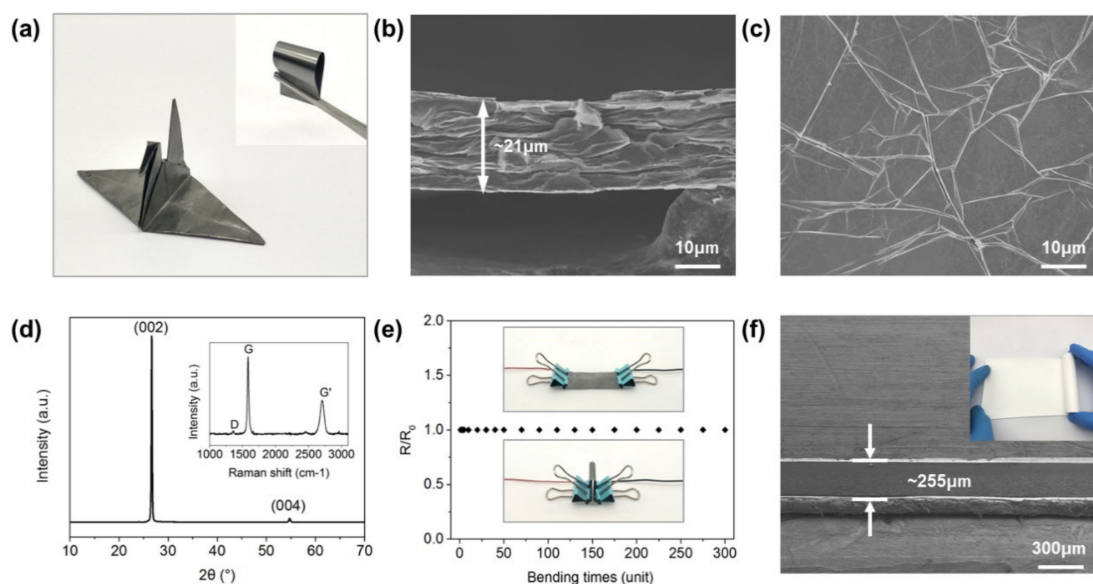 (a)
(b)
~21μm
10μm
(c)
10μm
(d)
(002)
(004)
Intensity (a.u.)
10 20 30 40 50 60 70
2θ (°)
G
D
G'
Intensity (a.u.)
1000 1500 2000 2500 3000
Raman shift (cm-1)
(e)
2.0
1.5
1.0
0.5
0.0
R/R0
0 50 100 150 200 250 300
Bending times (unit)
(f)
~255μm
300μm